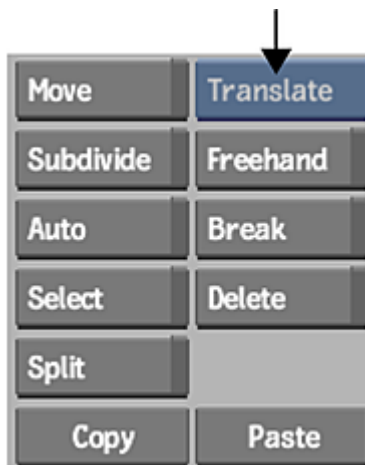 Move Translate
Subdivide Freehand
Auto Break
Select Delete
Split
Copy Paste